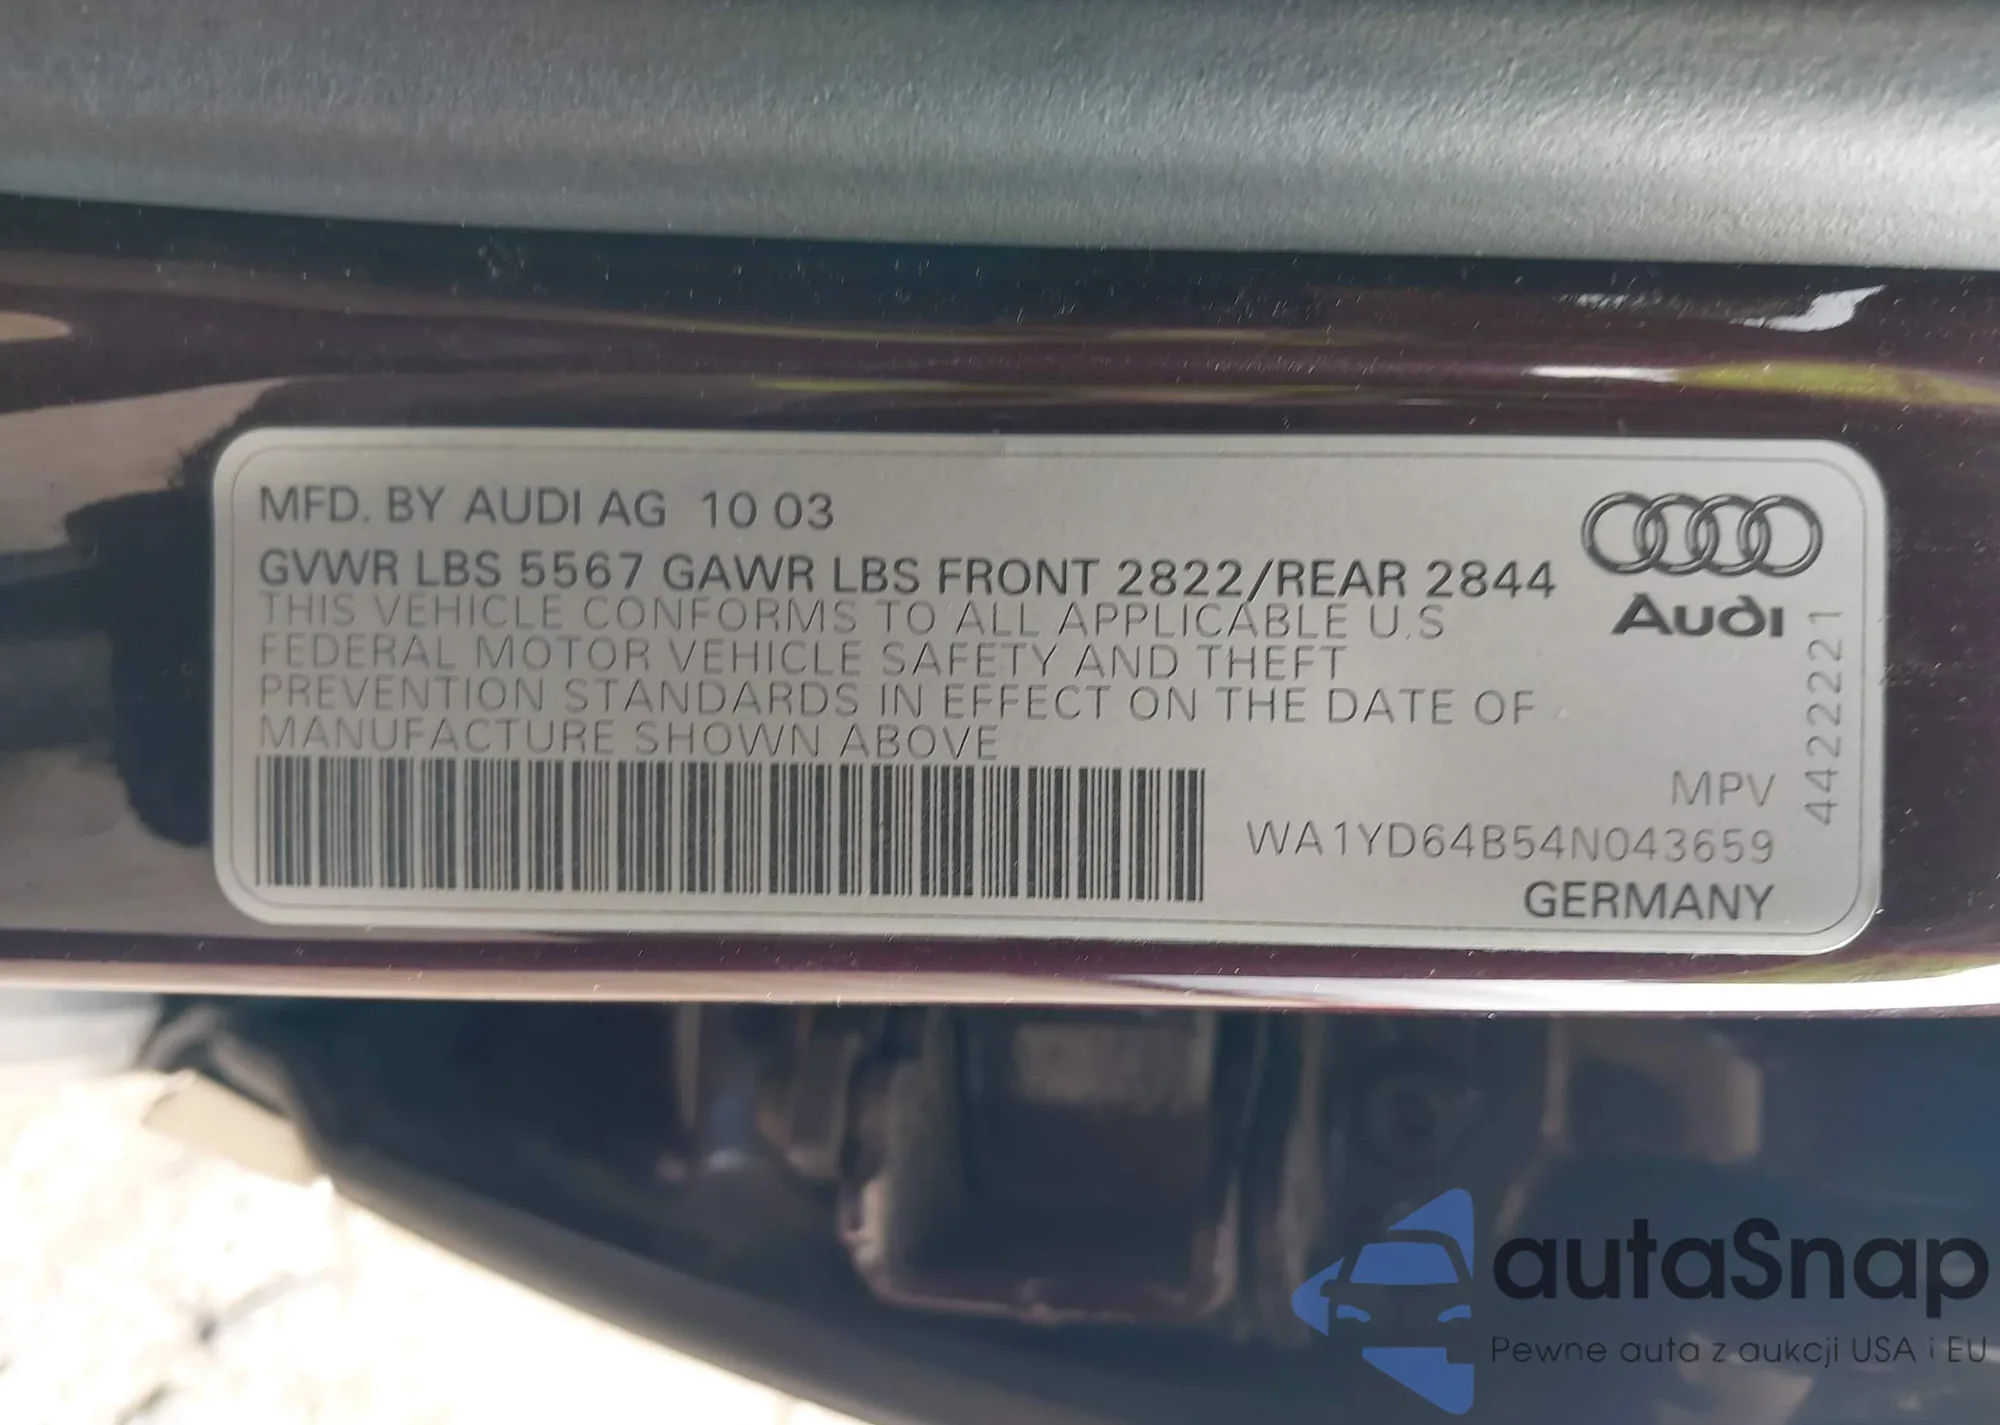 MFD. BY AUDI AG 10 03
GVWR LBS 5567 GAWR LBS FRONT 2822/REAR 2844
THIS VEHICLE CONFORMS TO ALL APPLICABLE U.S
FEDERAL MOTOR VEHICLE SAFETY AND THEFT
PREVENTION STANDARDS IN EFFECT ON THE DATE OF
MANUFACTURE SHOWN ABOVE
Audi
4422221
MPV
WA1YD64B54N043659
GERMANY
autaSnap
Pewne auta z aukcji USA i EU